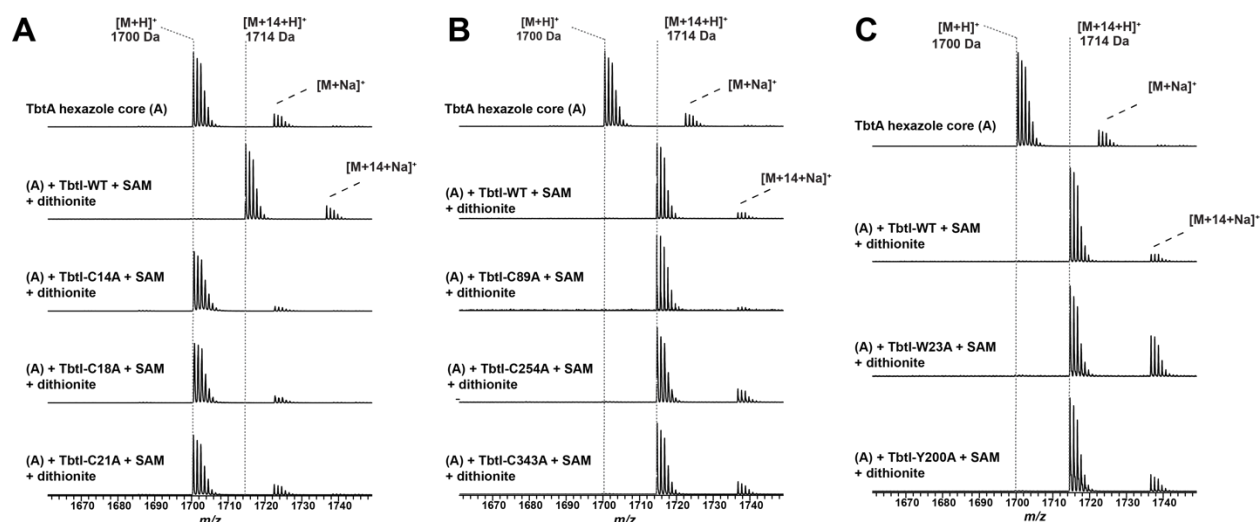 A
[M+H]⁺
1700 Da
[M+14+H]⁺
1714 Da
[M+Na]⁺
TbtA hexazole core (A)
[M+14+Na]⁺
(A) + TbtI-WT + SAM
+ dithionite
(A) + TbtI-C14A + SAM
+ dithionite
(A) + TbtI-C18A + SAM
+ dithionite
(A) + TbtI-C21A + SAM
+ dithionite
1670 1680 1690 1700 1710 1720 1730 1740
m/z
B
[M+H]⁺
1700 Da
[M+14+H]⁺
1714 Da
[M+Na]⁺
TbtA hexazole core (A)
[M+14+Na]⁺
(A) + TbtI-WT + SAM
+ dithionite
(A) + TbtI-C89A + SAM
+ dithionite
(A) + TbtI-C254A + SAM
+ dithionite
(A) + TbtI-C343A + SAM
+ dithionite
1670 1680 1690 1700 1710 1720 1730 1740
m/z
C
[M+H]⁺
1700 Da
[M+14+H]⁺
1714 Da
[M+Na]⁺
TbtA hexazole core (A)
[M+14+Na]⁺
(A) + TbtI-WT + SAM
+ dithionite
(A) + TbtI-W23A + SAM
+ dithionite
(A) + TbtI-Y200A + SAM
+ dithionite
1670 1680 1690 1700 1710 1720 1730 1740
m/z